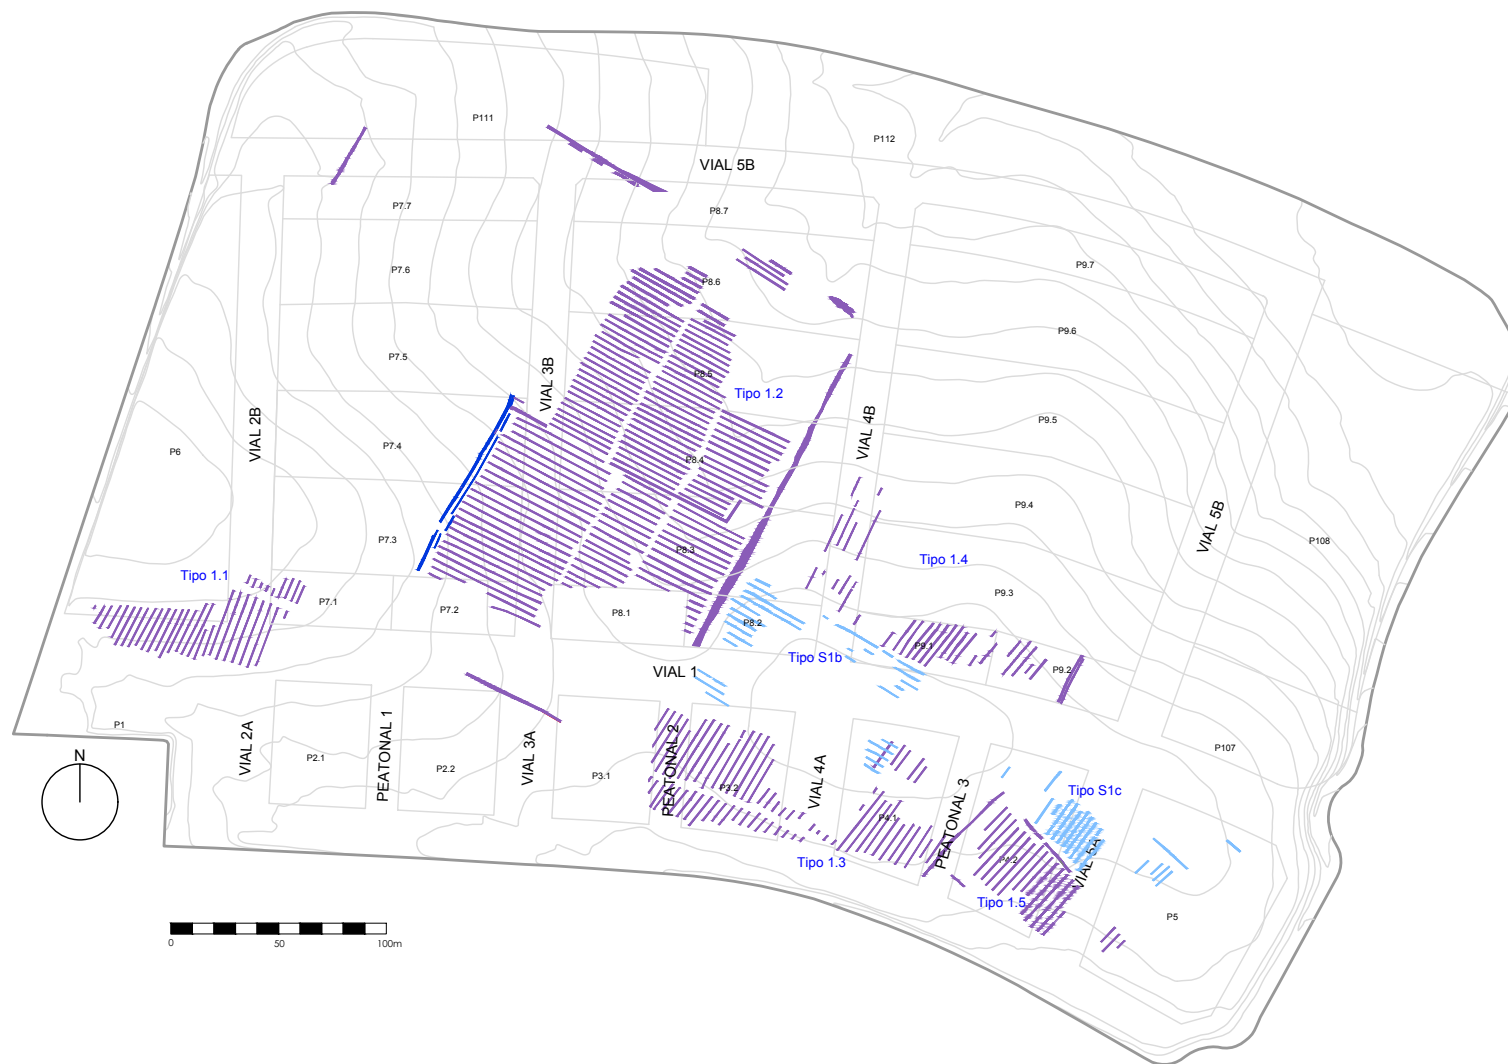 P111
P112
VIAL 5B
P7.7
P8.7
P7.6
P8.6
P9.7
P9.6
P7.5
VIAL 3B
P8.5
Tipo 1.2
VIAL 2B
VIAL 4B
P9.5
P6
P7.4
P8.4
P9.4
VIAL 5B
P7.3
P8.3
P108
Tipo 1.4
Tipo 1.1
P7.1
P7.2
P8.1
P8.2
P9.3
Tipo S1b
P9.1
P9.2
VIAL 1
P1
VIAL 2A
P2.1
PEATONAL 1
P2.2
VIAL 3A
P3.1
PEATONAL 2
P3.2
VIAL 4A
P107
N
Tipo S1c
P4.1
PEATONAL 3
P4.2
VIAL 5A
Tipo 1.3
Tipo 1.5
P5
0 50 100m